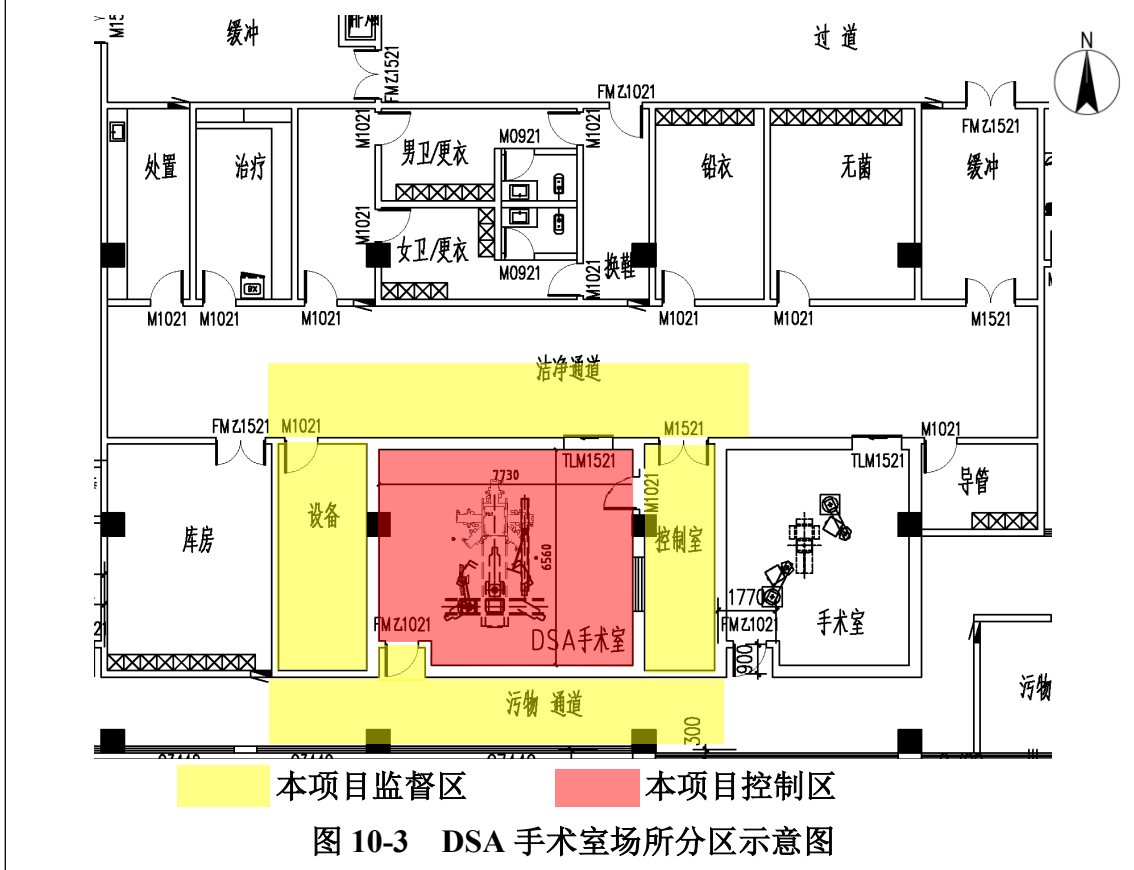 M15
缓冲
过 道
N
FMZ1521
FMZ1021
FMZ1521
M1021
M0921
M1021
处置
治疗
男卫/更衣
铅衣
无菌
缓冲
M1021
女卫/更衣
换鞋
M0921
M1021
BX
M1021
M1021
M1021
M1021
M1021
M1521
洁净通道
FMZ1521
M1021
M1521
M1021
TLM1521
TLM1521
7730
M1021
导管
设备
库房
控制室
6560
1770
FMZ1021
FMZ1021
手术室
DSA手术室
900
污物 通道
污物
300
本项目监督区
本项目控制区
图 10-3 DSA 手术室场所分区示意图